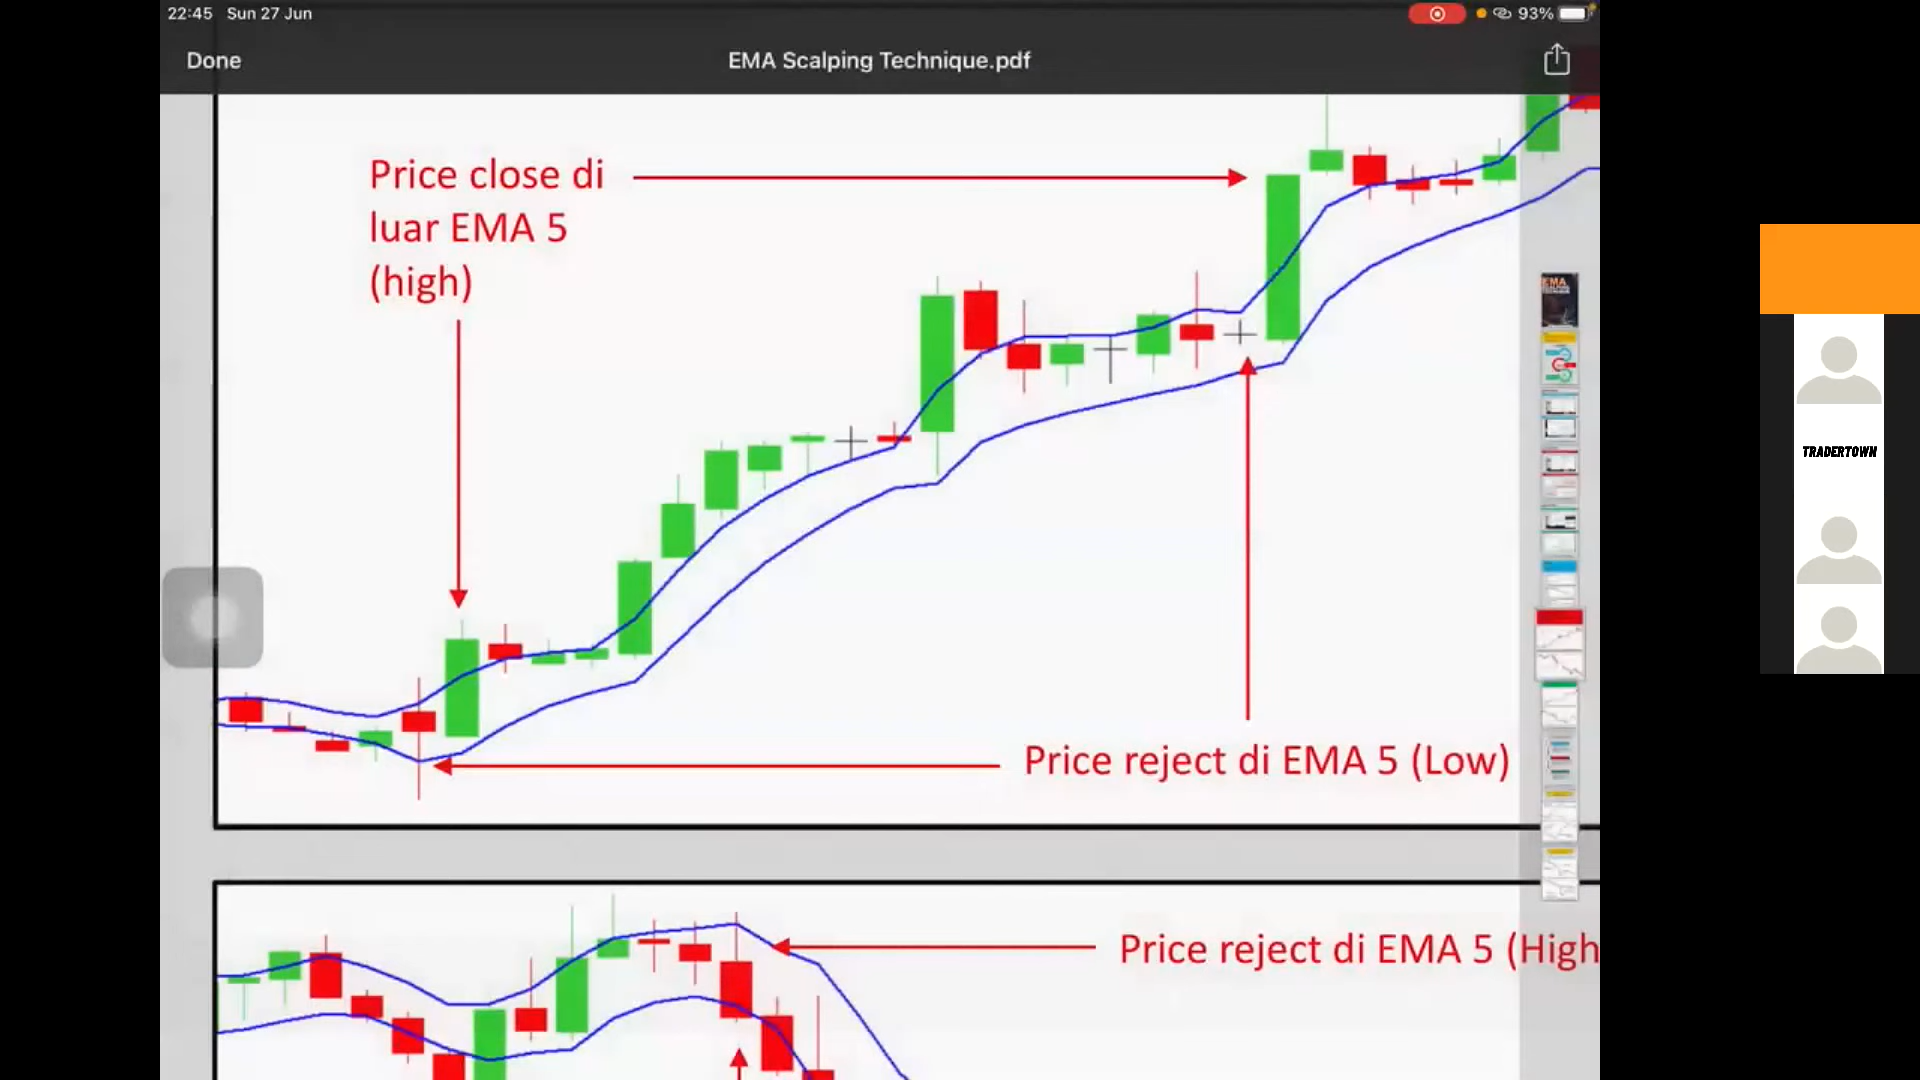 22:45 Sun 27 Jun
93%
Done
EMA Scalping Technique.pdf
Price close di
luar EMA 5
(high)
Price reject di EMA 5 (Low)
Price reject di EMA 5 (High
TRADERTOWN
EMA